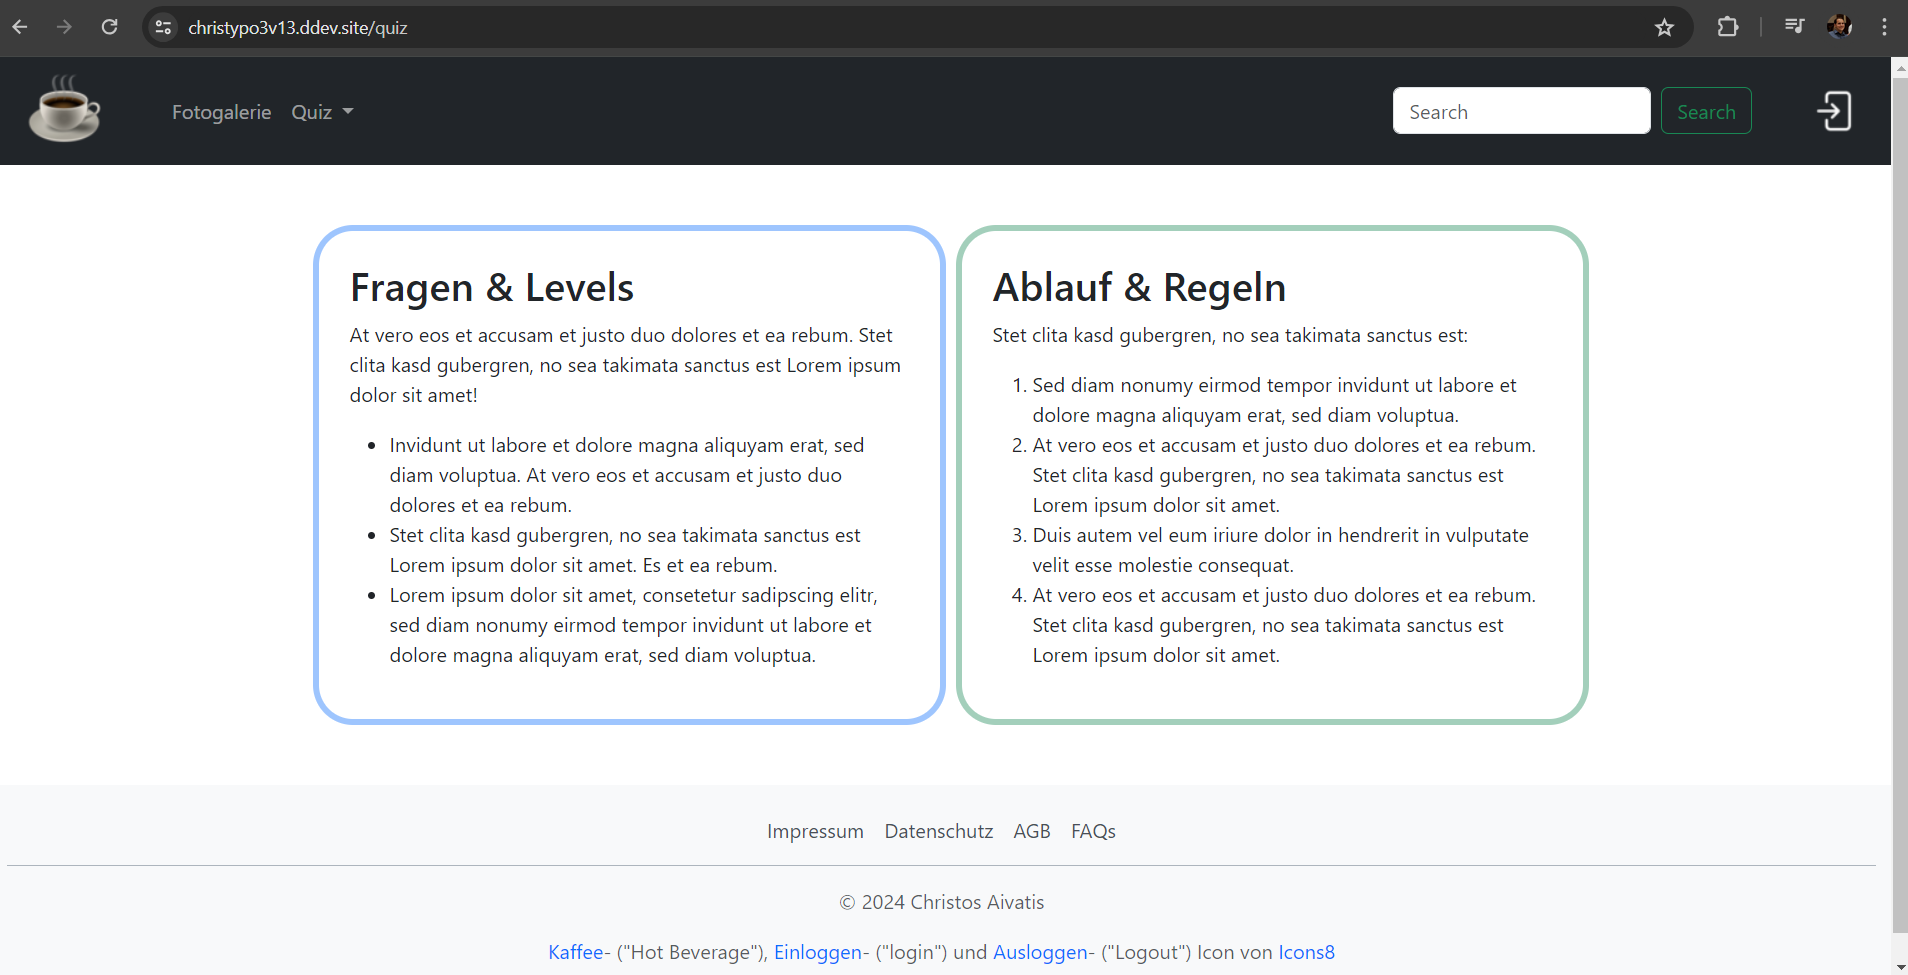 christypo3v13.ddev.site/quiz
Fotogalerie Quiz
Search Search
Fragen & Levels
At vero eos et accusam et justo duo dolores et ea rebum. Stet
clita kasd gubergren, no sea takimata sanctus est Lorem ipsum
dolor sit amet!
• Invidunt ut labore et dolore magna aliquyam erat, sed
diam voluptua. At vero eos et accusam et justo duo
dolores et ea rebum.
• Stet clita kasd gubergren, no sea takimata sanctus est
Lorem ipsum dolor sit amet. Es et ea rebum.
• Lorem ipsum dolor sit amet, consetetur sadipscing elitr,
sed diam nonumy eirmod tempor invidunt ut labore et
dolore magna aliquyam erat, sed diam voluptua.
Ablauf & Regeln
Stet clita kasd gubergren, no sea takimata sanctus est:
1. Sed diam nonumy eirmod tempor invidunt ut labore et
dolore magna aliquyam erat, sed diam voluptua.
2. At vero eos et accusam et justo duo dolores et ea rebum.
Stet clita kasd gubergren, no sea takimata sanctus est
Lorem ipsum dolor sit amet.
3. Duis autem vel eum iriure dolor in hendrerit in vulputate
velit esse molestie consequat.
4. At vero eos et accusam et justo duo dolores et ea rebum.
Stet clita kasd gubergren, no sea takimata sanctus est
Lorem ipsum dolor sit amet.
Impressum Datenschutz AGB FAQs
© 2024 Christos Aivatis
Kaffee- ("Hot Beverage"), Einloggen- ("login") und Ausloggen- ("Logout") Icon von Icons8